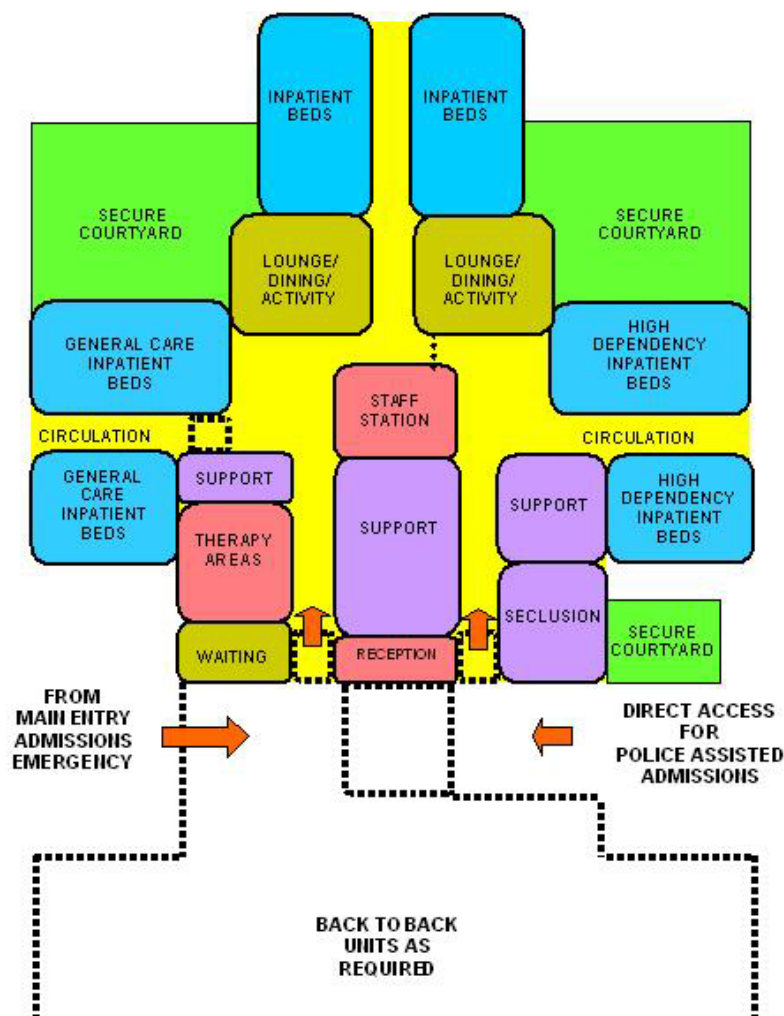 INPATIENT
BEDS
INPATIENT
BEDS
SECURE
COURTYARD
SECURE
COURTYARD
LOUNGE/
DINING/
ACTIVITY
LOUNGE/
DINING/
ACTIVITY
GENERAL CARE
INPATIENT
BEDS
HIGH
DEPENDENCY
INPATIENT
BEDS
STAFF
STATION
CIRCULATION
CIRCULATION
GENERAL
CARE
INPATIENT
BEDS
SUPPORT
SUPPORT
SUPPORT
HIGH
DEPENDENCY
INPATIENT
BEDS
THERAPY
AREAS
SECLUSION
WAITING
RECEPTION
SECURE
COURTYARD
FROM
MAIN ENTRY
ADMISSIONS
EMERGENCY
DIRECT ACCESS
FOR
POLICE ASSISTED
ADMISSIONS
BACK TO BACK
UNITS AS
REQUIRED